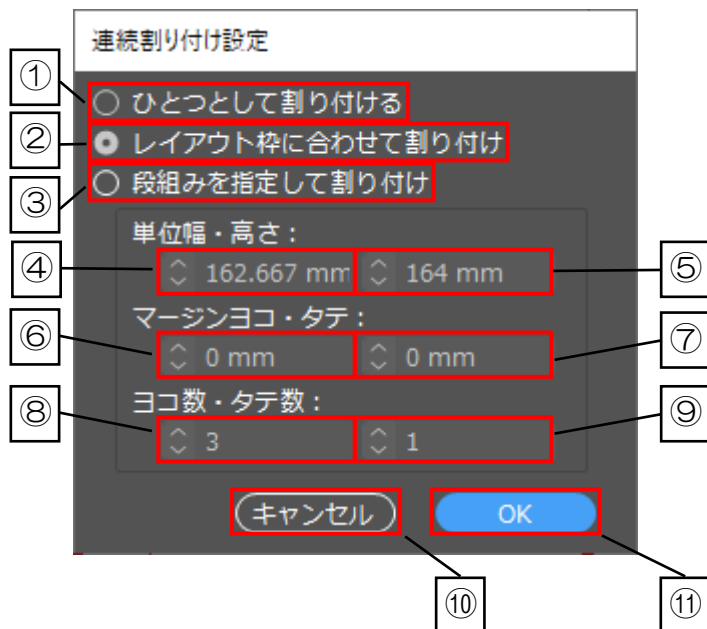 連続割り付け設定
① ひとつとして割り付ける
② レイアウト枠に合わせて割り付け
③ 段組みを指定して割り付け
単位幅・高さ：
④ 162.667 mm 164 mm ⑤
マージンヨコ・タテ：
⑥ 0 mm 0 mm ⑦
ヨコ数・タテ数：
⑧ 3 1 ⑨
キャンセル OK
⑩ ⑪